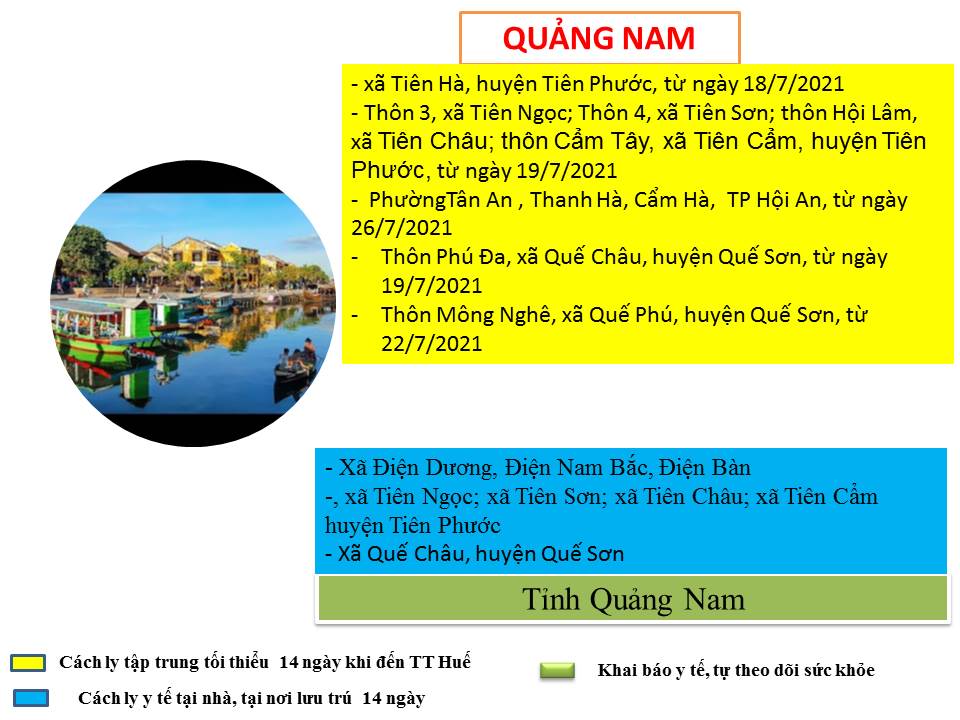 QUẢNG NAM
- xã Tiên Hà, huyện Tiên Phước, từ ngày 18/7/2021
- Thôn 3, xã Tiên Ngọc; Thôn 4, xã Tiên Sơn; thôn Hội Lâm,
xã Tiên Châu; thôn Cẩm Tây, xã Tiên Cẩm, huyện Tiên
Phước, từ ngày 19/7/2021
- PhườngTân An , Thanh Hà, Cẩm Hà, TP Hội An, từ ngày
26/7/2021
- Thôn Phú Đa, xã Quế Châu, huyện Quế Sơn, từ ngày
19/7/2021
- Thôn Mông Nghê, xã Quế Phú, huyện Quế Sơn, từ
22/7/2021
- Xã Điện Dương, Điện Nam Bắc, Điện Bàn
-, xã Tiên Ngọc; xã Tiên Sơn; xã Tiên Châu; xã Tiên Cẩm
huyện Tiên Phước
- Xã Quế Châu, huyện Quế Sơn
Tỉnh Quảng Nam
Cách ly tập trung tối thiểu 14 ngày khi đến TT Huế
Khai báo y tế, tự theo dõi sức khỏe
Cách ly y tế tại nhà, tại nơi lưu trú 14 ngày